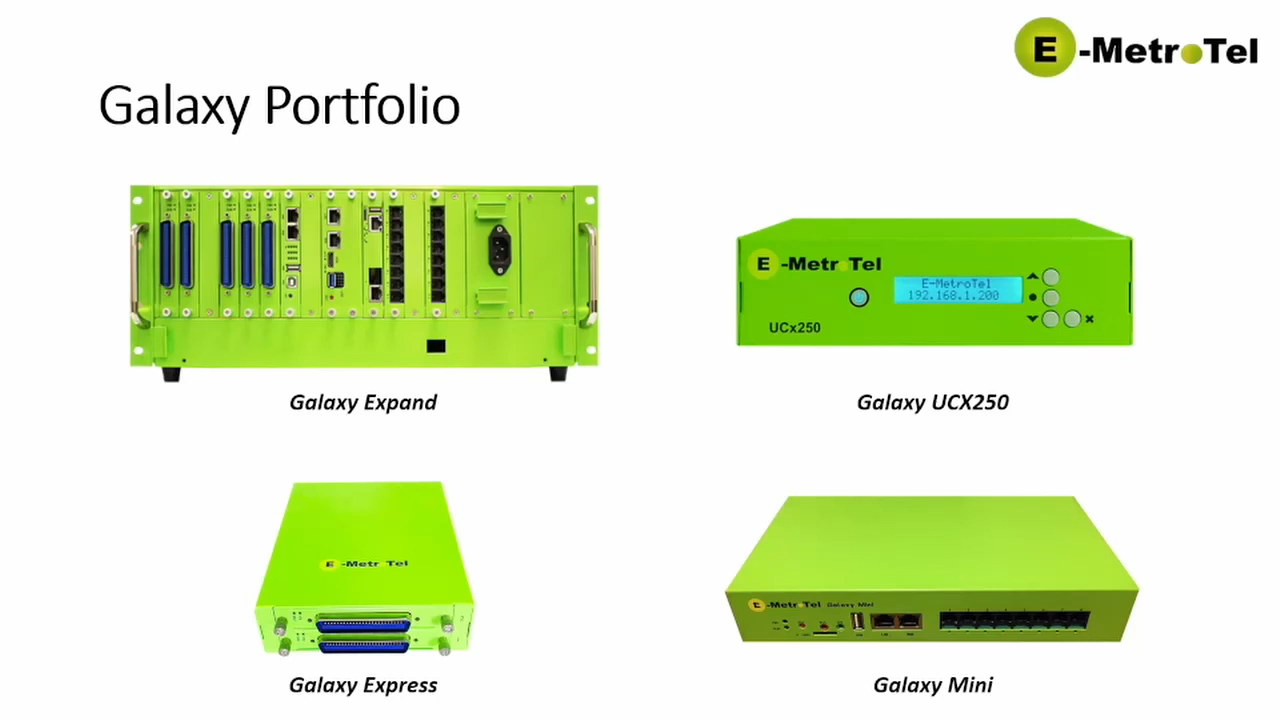 E-MetroTel
Galaxy Portfolio
E-MetroTel
E-MetroTel
192.168.1.200
UCx250
Galaxy Expand
Galaxy UCX250
E-MetroTel
E-MetroTel Galaxy Mini
Galaxy Express
Galaxy Mini